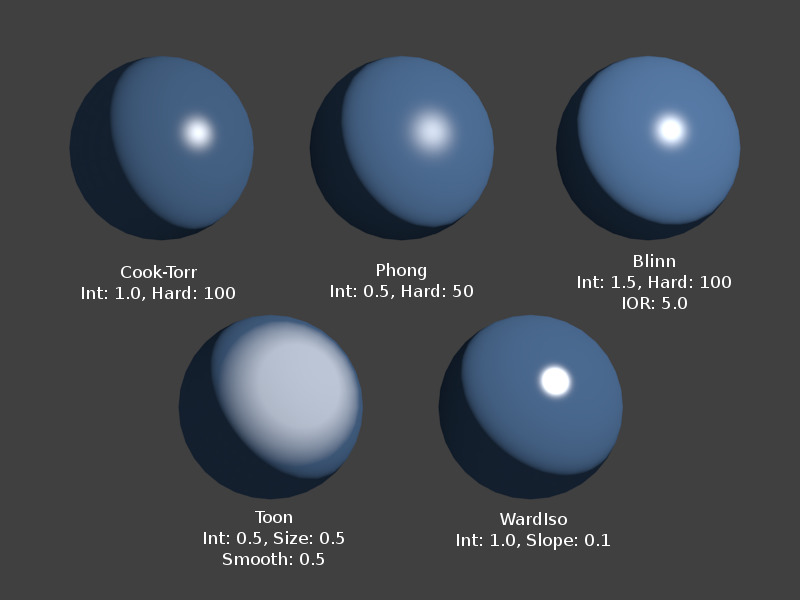 Cook-Torr
Int: 1.0, Hard: 100
Phong
Int: 0.5, Hard: 50
Blinn
Int: 1.5, Hard: 100
IOR: 5.0
Toon
Int: 0.5, Size: 0.5
Smooth: 0.5
WardIso
Int: 1.0, Slope: 0.1